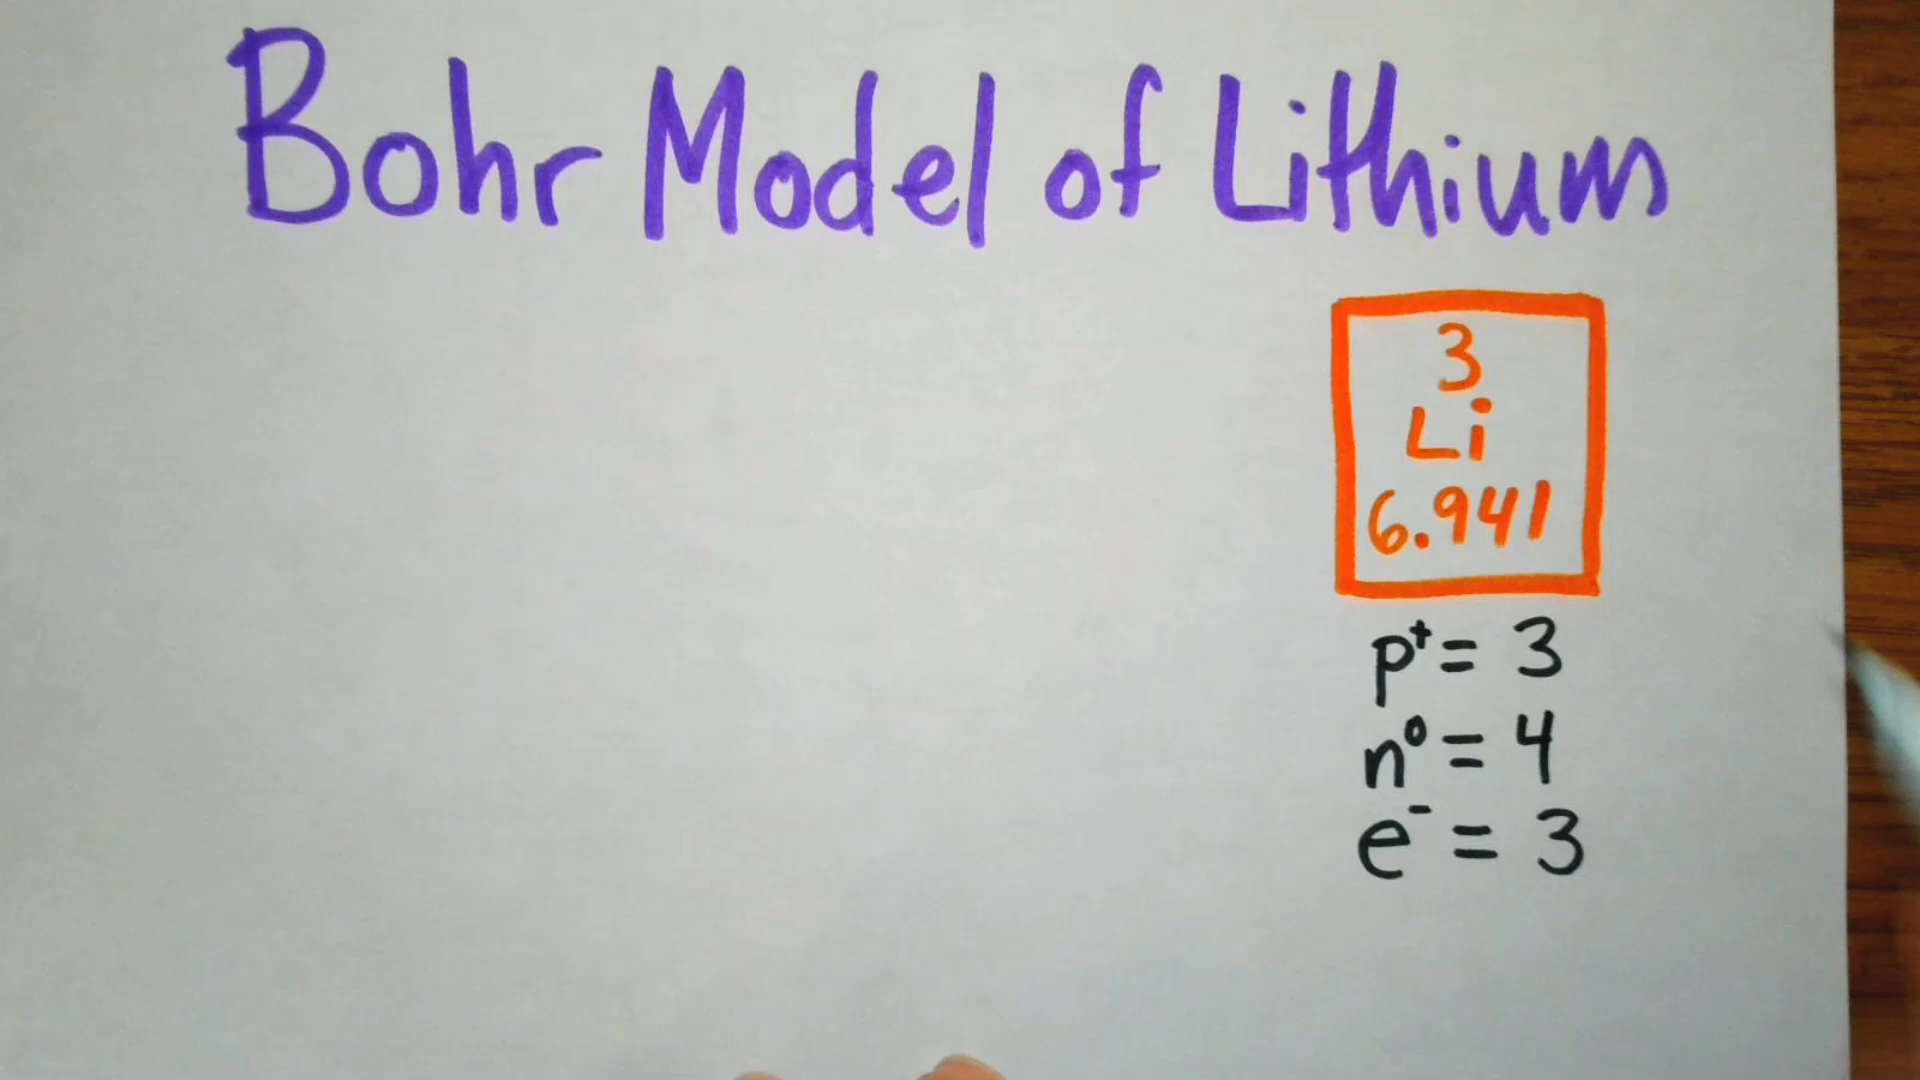 Bohr Model of Lithium
3
Li
6.941
p⁺ = 3
n⁰ = 4
e⁻ = 3